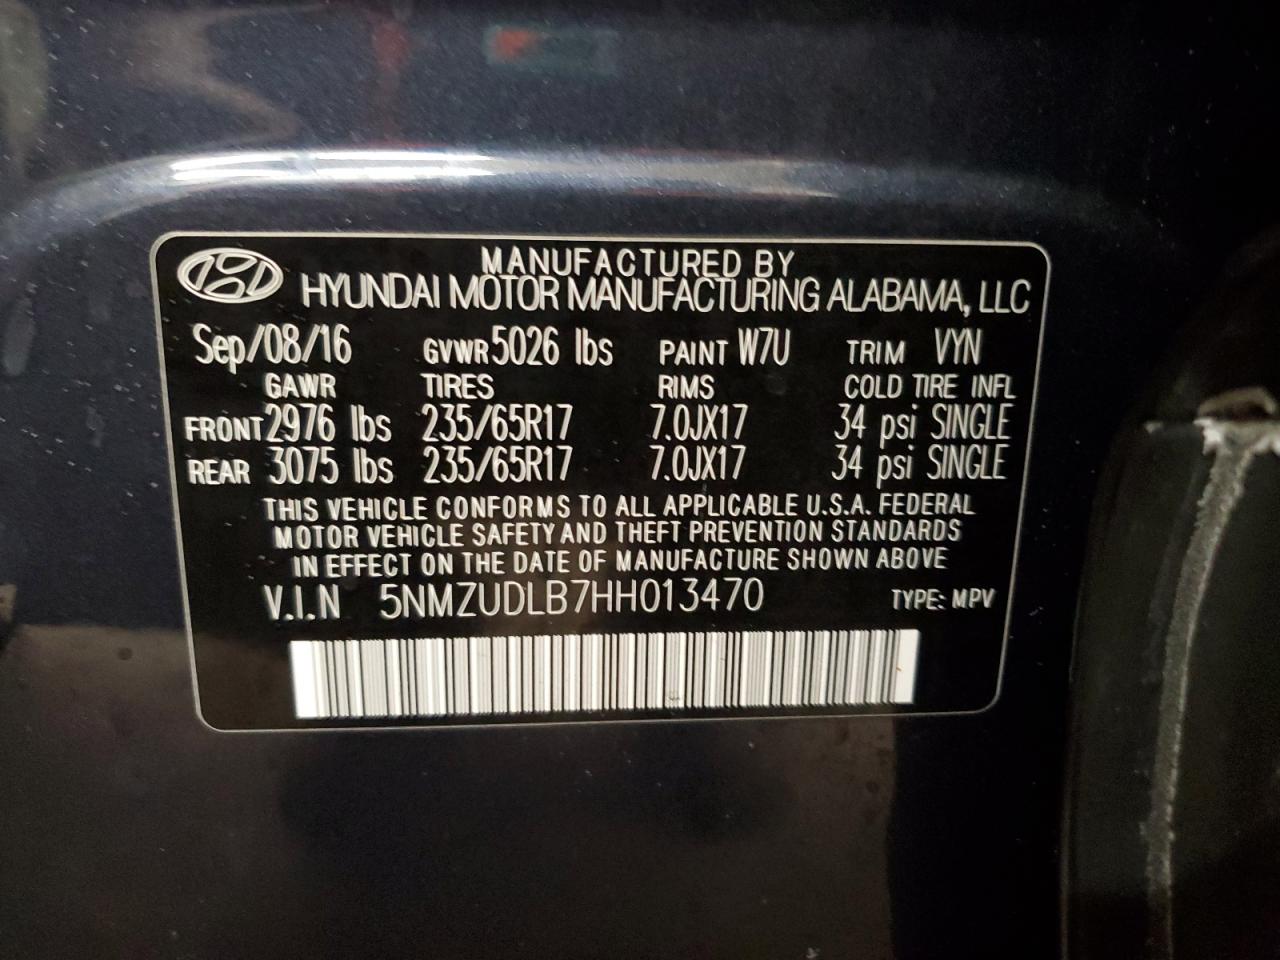 MANUFACTURED BY
HYUNDAI MOTOR MANUFACTURING ALABAMA, LLC
Sep/08/16 GVWR 5026 lbs PAINT W7U TRIM VYN
GAWR TIRES RIMS COLD TIRE INFL
FRONT 2976 lbs 235/65R17 7.0JX17 34 psi SINGLE
REAR 3075 lbs 235/65R17 7.0JX17 34 psi SINGLE
THIS VEHICLE CONFORMS TO ALL APPLICABLE U.S.A. FEDERAL
MOTOR VEHICLE SAFETY AND THEFT PREVENTION STANDARDS
IN EFFECT ON THE DATE OF MANUFACTURE SHOWN ABOVE
V.I.N 5NMZUDLB7HH013470 TYPE: MPV